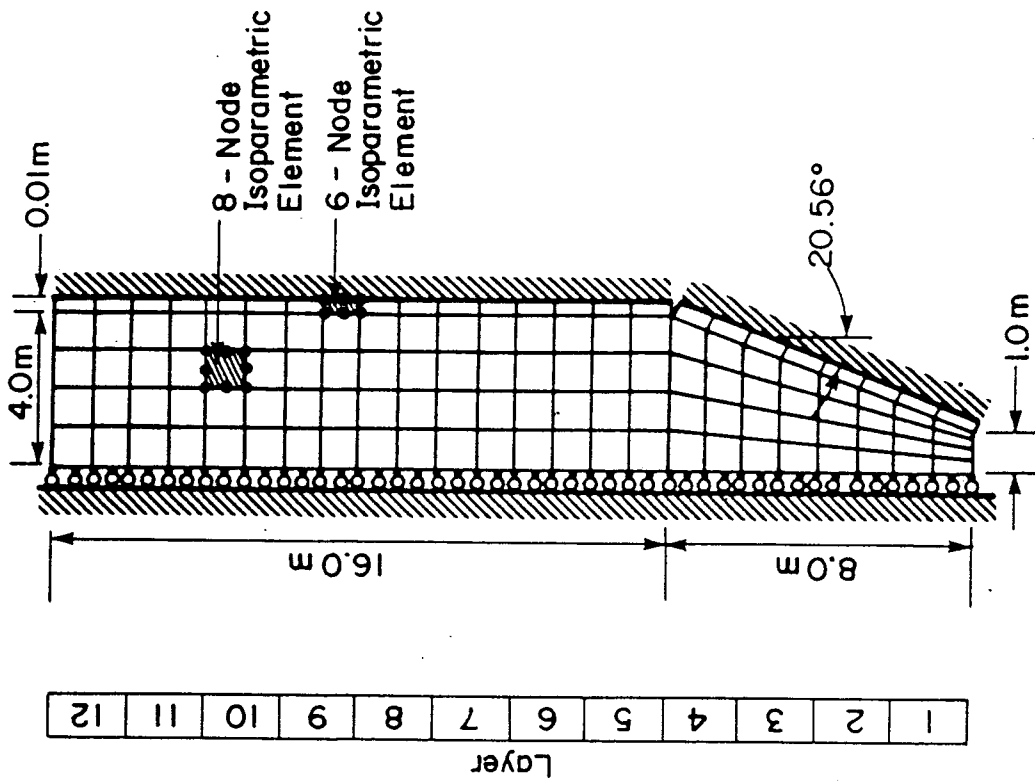 0.01m
4.0m
8 - Node
Isoparametric
Element
6 - Node
Isoparametric
Element
20.56°
1.0 m
16.0 m
8.0 m
12
11
10
9
8
7
6
5
4
3
2
1
Layer